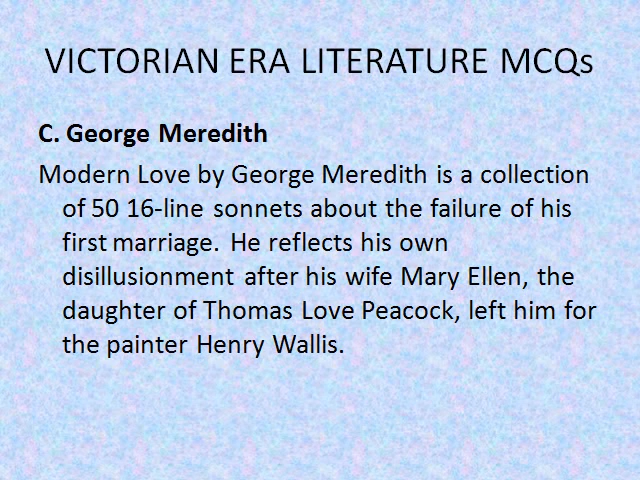 VICTORIAN ERA LITERATURE MCQs
C. George Meredith
Modern Love by George Meredith is a collection
of 50 16-line sonnets about the failure of his
first marriage. He reflects his own
disillusionment after his wife Mary Ellen, the
daughter of Thomas Love Peacock, left him for
the painter Henry Wallis.